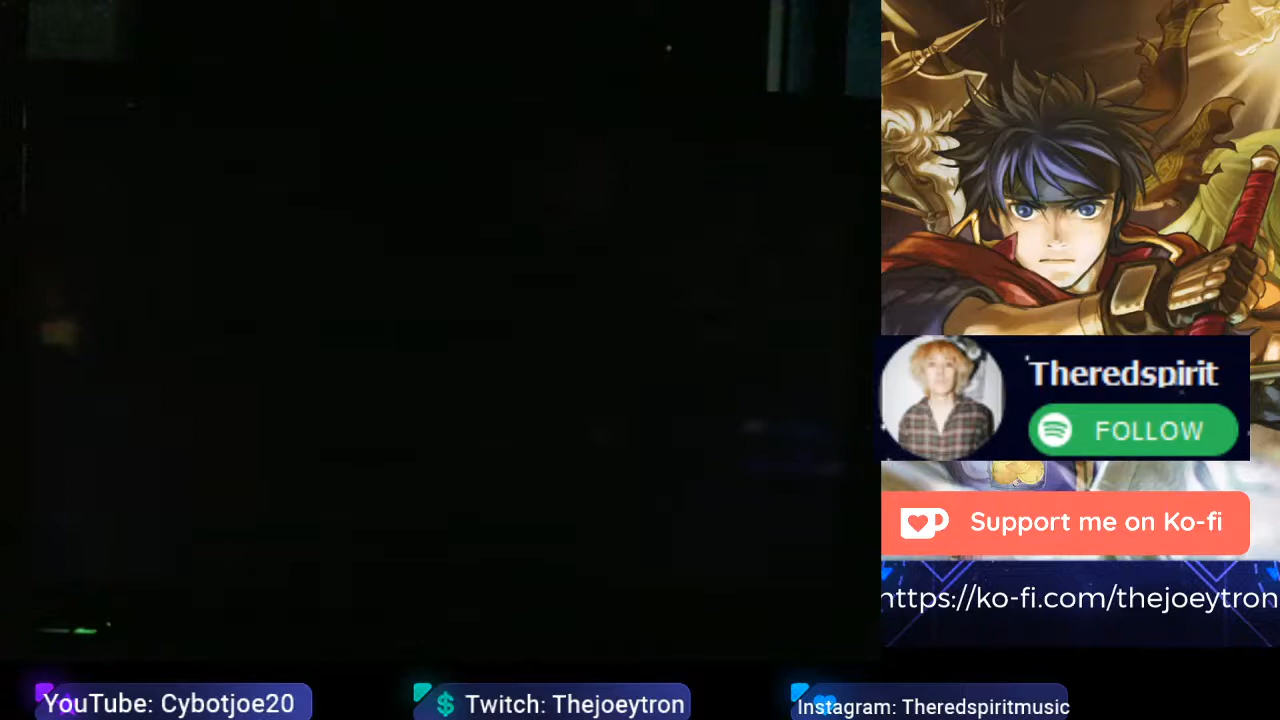 Theredspirit
FOLLOW
Support me on Ko-fi
https://ko-fi.com/thejoeytron
YouTube: Cybotjoe20
Twitch: Thejoeytron
Instagram: Theredspiritmusic